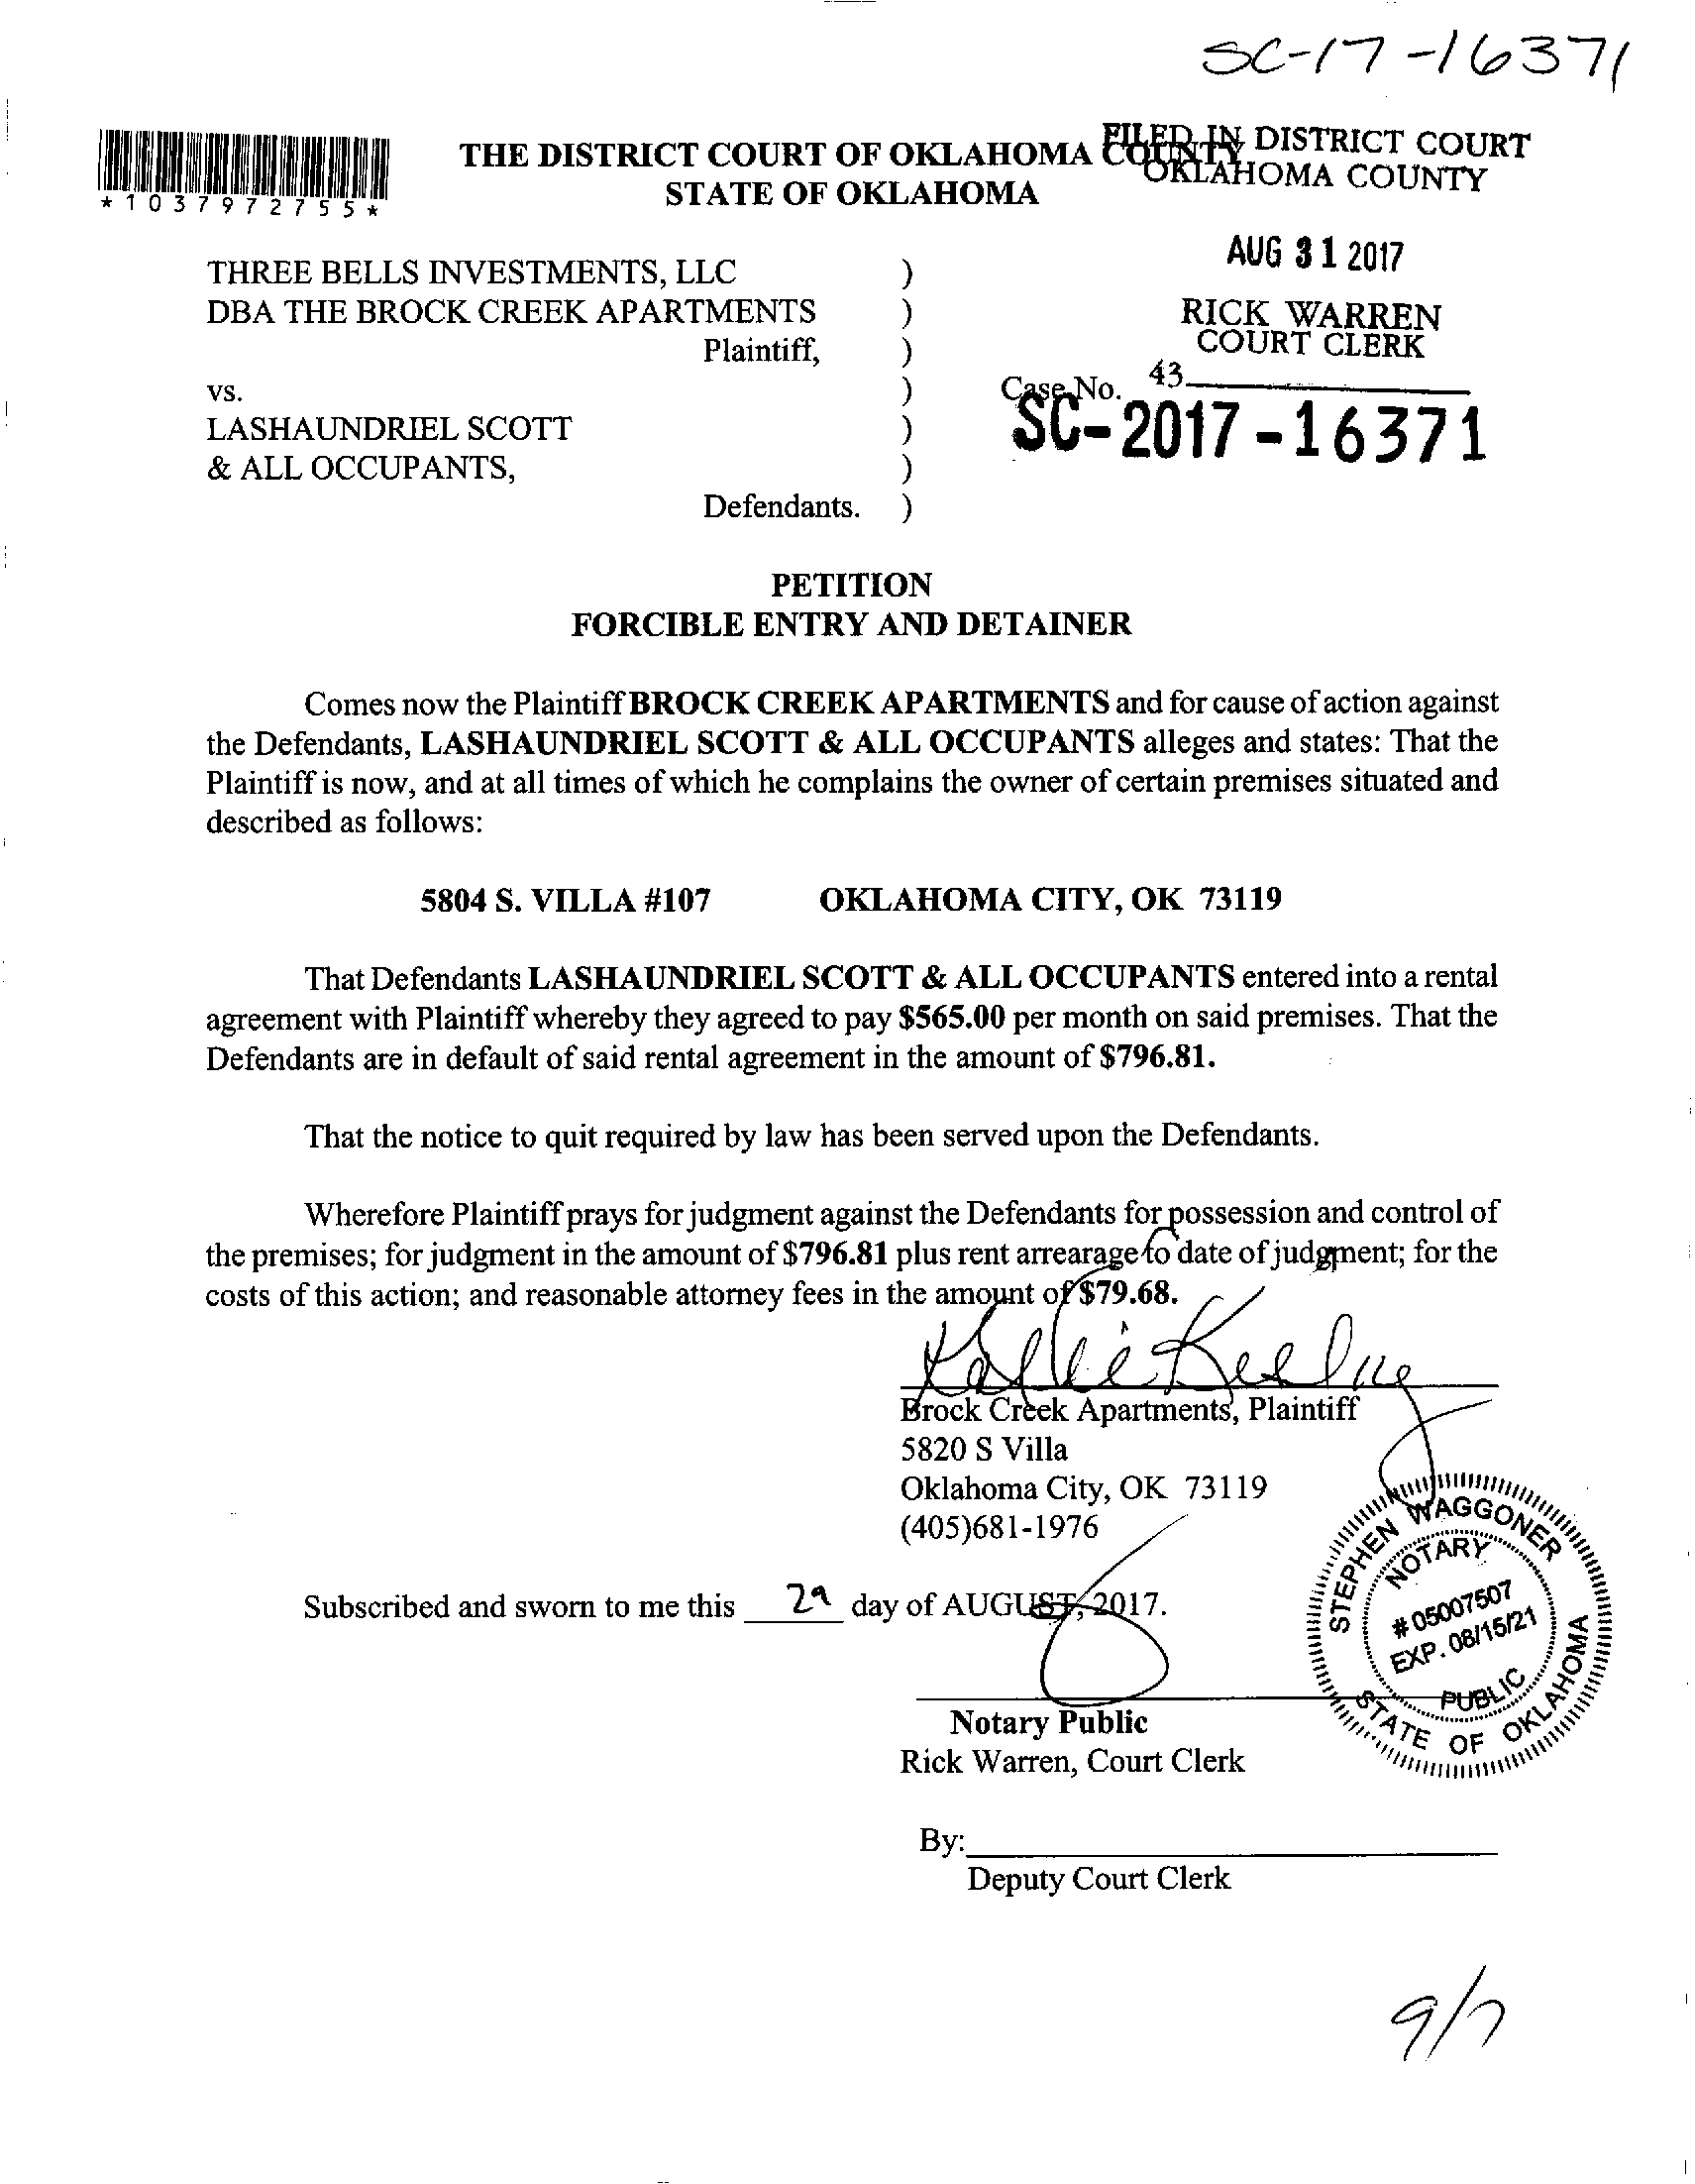 SC-17-16371
*1037972755*
THE DISTRICT COURT OF OKLAHOMA COUNTY
STATE OF OKLAHOMA
FILED IN DISTRICT COURT
OKLAHOMA COUNTY
AUG 31 2017
RICK WARREN
COURT CLERK
43
THREE BELLS INVESTMENTS, LLC )
DBA THE BROCK CREEK APARTMENTS )
Plaintiff, )
vs. ) Case No.
SC-2017-16371
LASHAUNDRIEL SCOTT )
& ALL OCCUPANTS, )
Defendants. )
PETITION
FORCIBLE ENTRY AND DETAINER
Comes now the Plaintiff BROCK CREEK APARTMENTS and for cause of action against
the Defendants, LASHAUNDRIEL SCOTT & ALL OCCUPANTS alleges and states: That the
Plaintiff is now, and at all times of which he complains the owner of certain premises situated and
described as follows:
5804 S. VILLA #107 OKLAHOMA CITY, OK 73119
That Defendants LASHAUNDRIEL SCOTT & ALL OCCUPANTS entered into a rental
agreement with Plaintiff whereby they agreed to pay $565.00 per month on said premises. That the
Defendants are in default of said rental agreement in the amount of $796.81.
That the notice to quit required by law has been served upon the Defendants.
Wherefore Plaintiff prays for judgment against the Defendants for possession and control of
the premises; for judgment in the amount of $796.81 plus rent arrearage to date of judgment; for the
costs of this action; and reasonable attorney fees in the amount of $79.68.
Brock Creek Apartments, Plaintiff
5820 S Villa
Oklahoma City, OK 73119
(405)681-1976
Subscribed and sworn to me this 29 day of AUGUST, 2017.
STEPHEN WAGGONER
NOTARY
#05007507
EXP. 08/15/21
PUBLIC
STATE OF OKLAHOMA
Notary Public
Rick Warren, Court Clerk
By:
Deputy Court Clerk
9/7